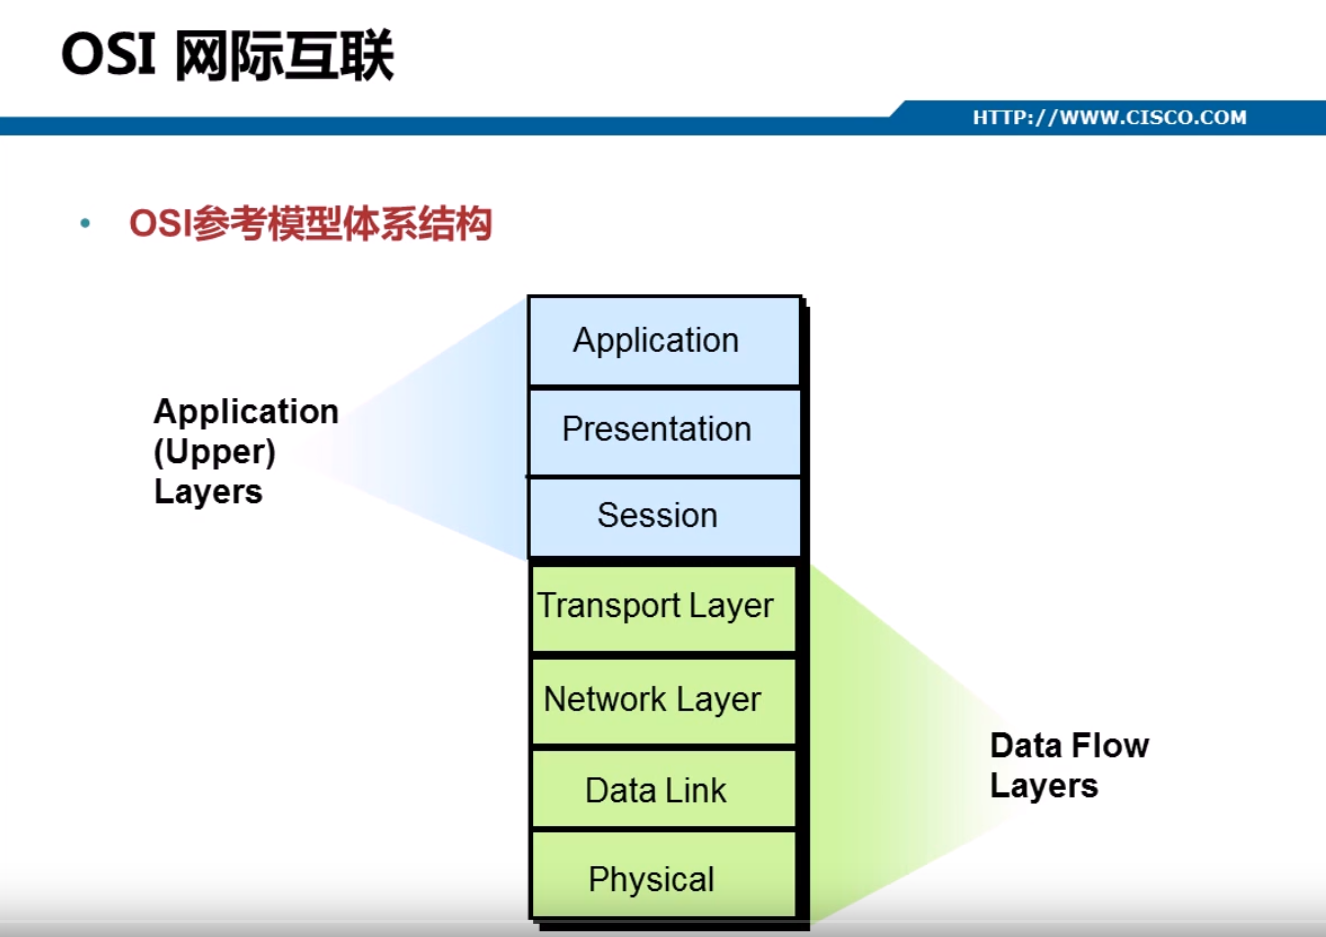 OSI 网际互联
HTTP://WWW.CISCO.COM
• OSI参考模型体系结构
Application
Presentation
Session
Transport Layer
Network Layer
Data Link
Physical
Application
(Upper)
Layers
Data Flow
Layers